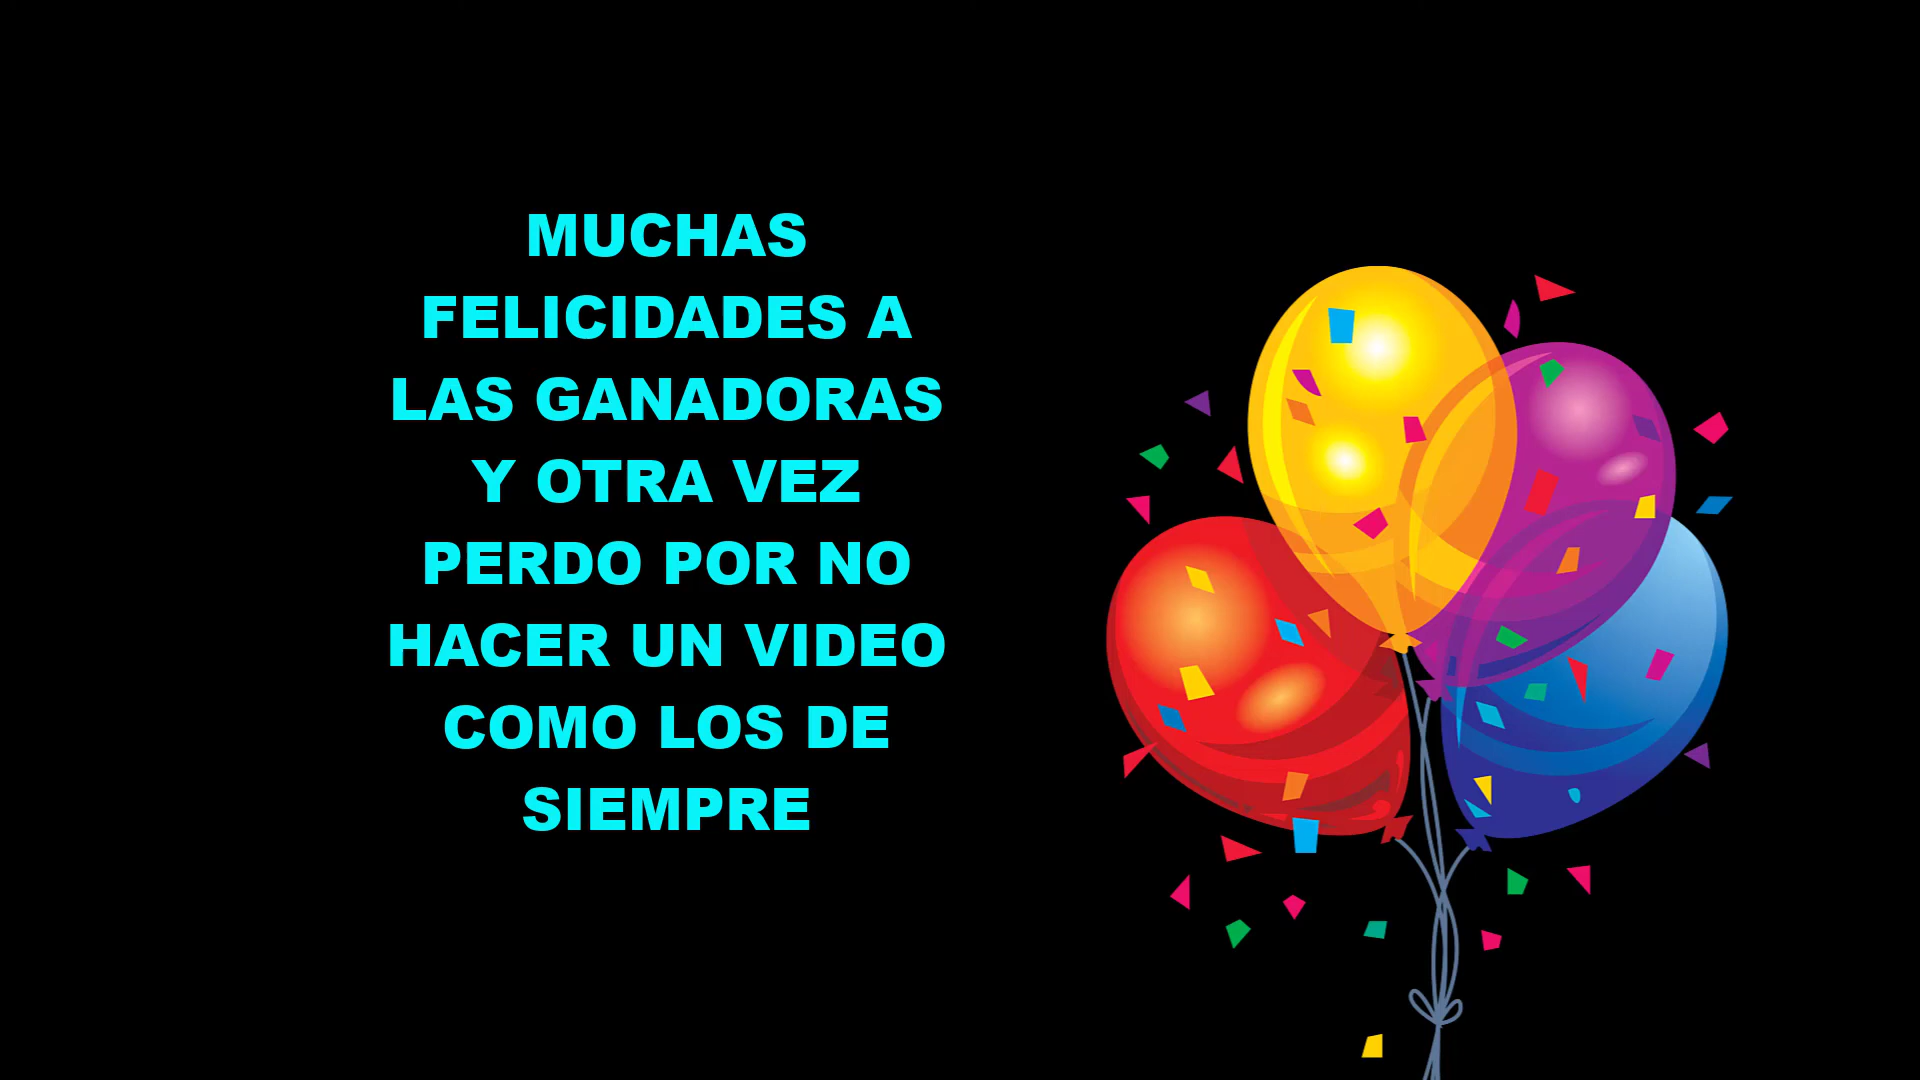 MUCHAS
FELICIDADES A
LAS GANADORAS
Y OTRA VEZ
PERDO POR NO
HACER UN VIDEO
COMO LOS DE
SIEMPRE